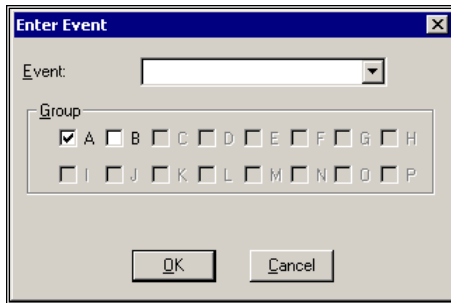 Enter Event
Event:
Group
A B C D E F G H
I J K L M N O P
OK Cancel